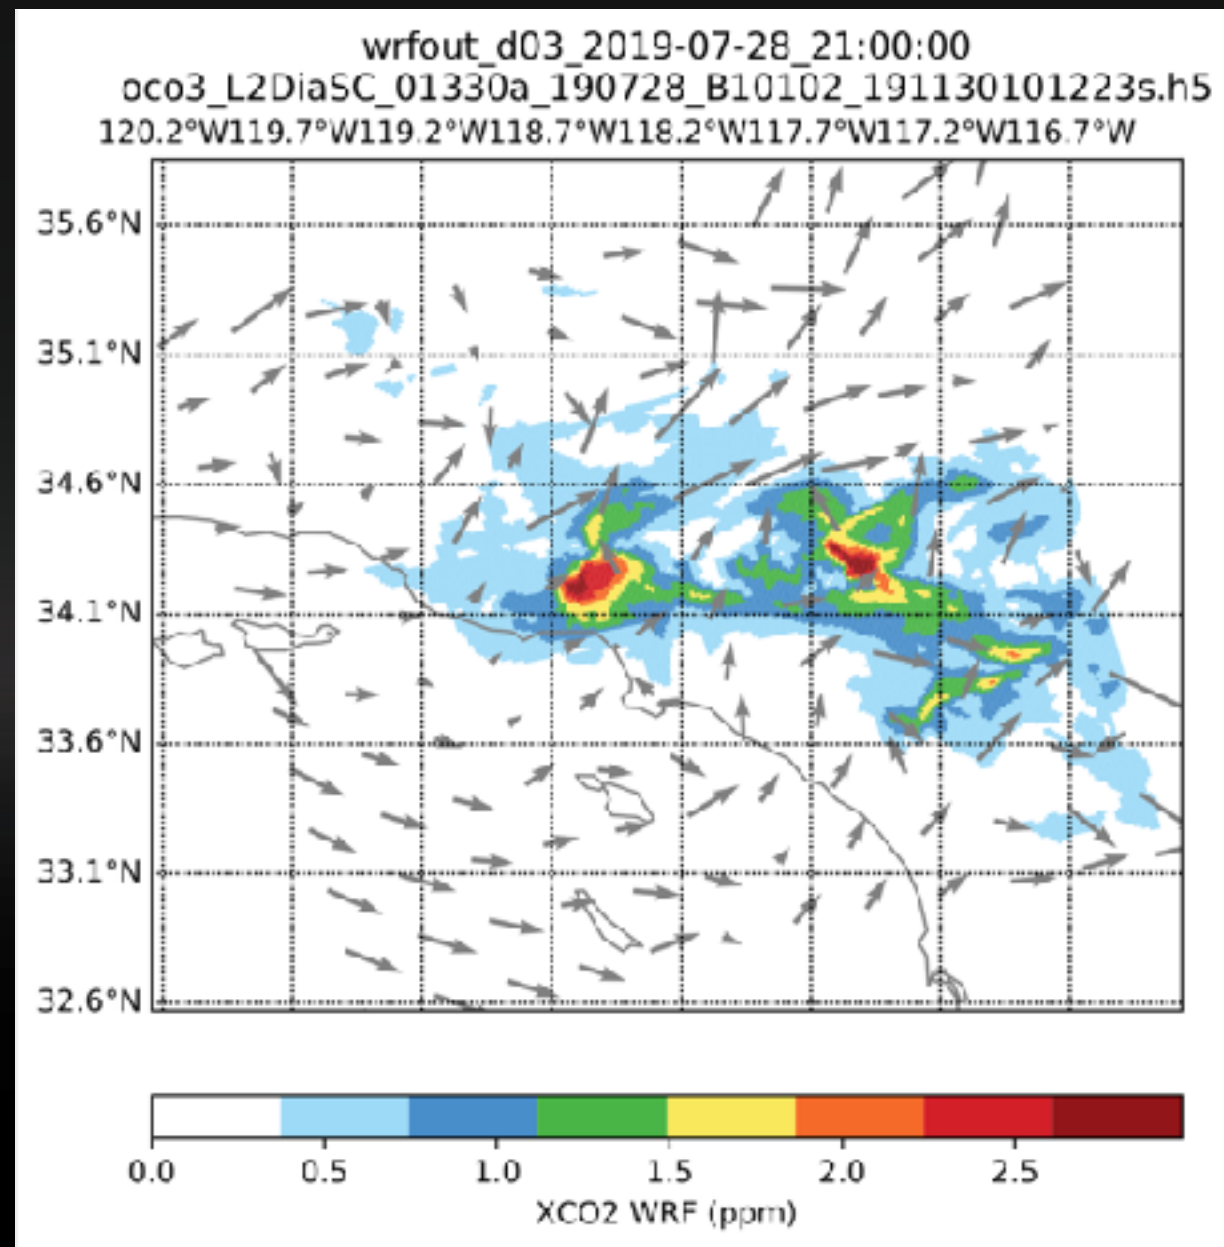 wrfout_d03_2019-07-28_21:00:00
oco3_L2DiaSC_01330a_190728_B10102_191130101223s.h5
120.2°W119.7°W119.2°W118.7°W118.2°W117.7°W117.2°W116.7°W
35.6°N
35.1°N
34.6°N
34.1°N
33.6°N
33.1°N
32.6°N
0.0 0.5 1.0 1.5 2.0 2.5
XCO2 WRF (ppm)